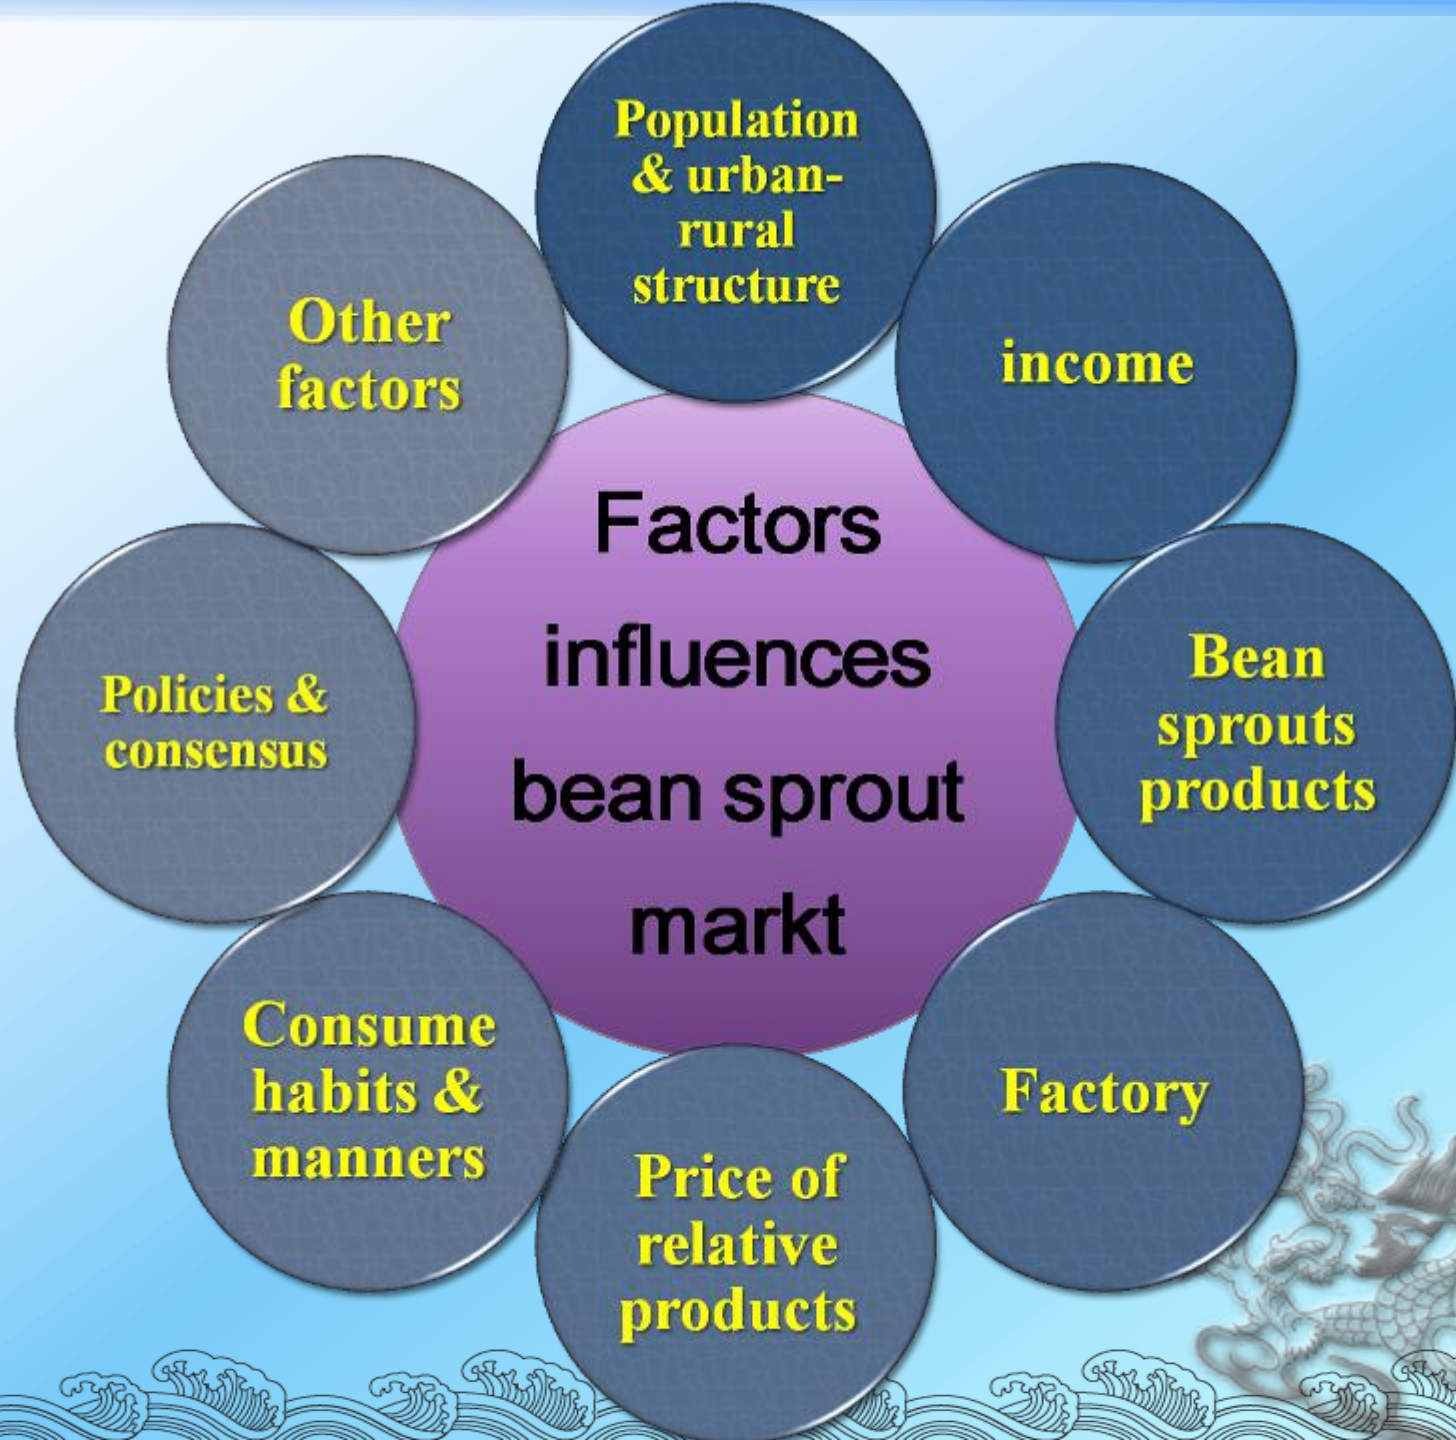 Population
& urban-
rural
structure
income
Bean
sprouts
products
Factory
Price of
relative
products
Consume
habits &
manners
Policies &
consensus
Other
factors
Factors
influences
bean sprout
markt